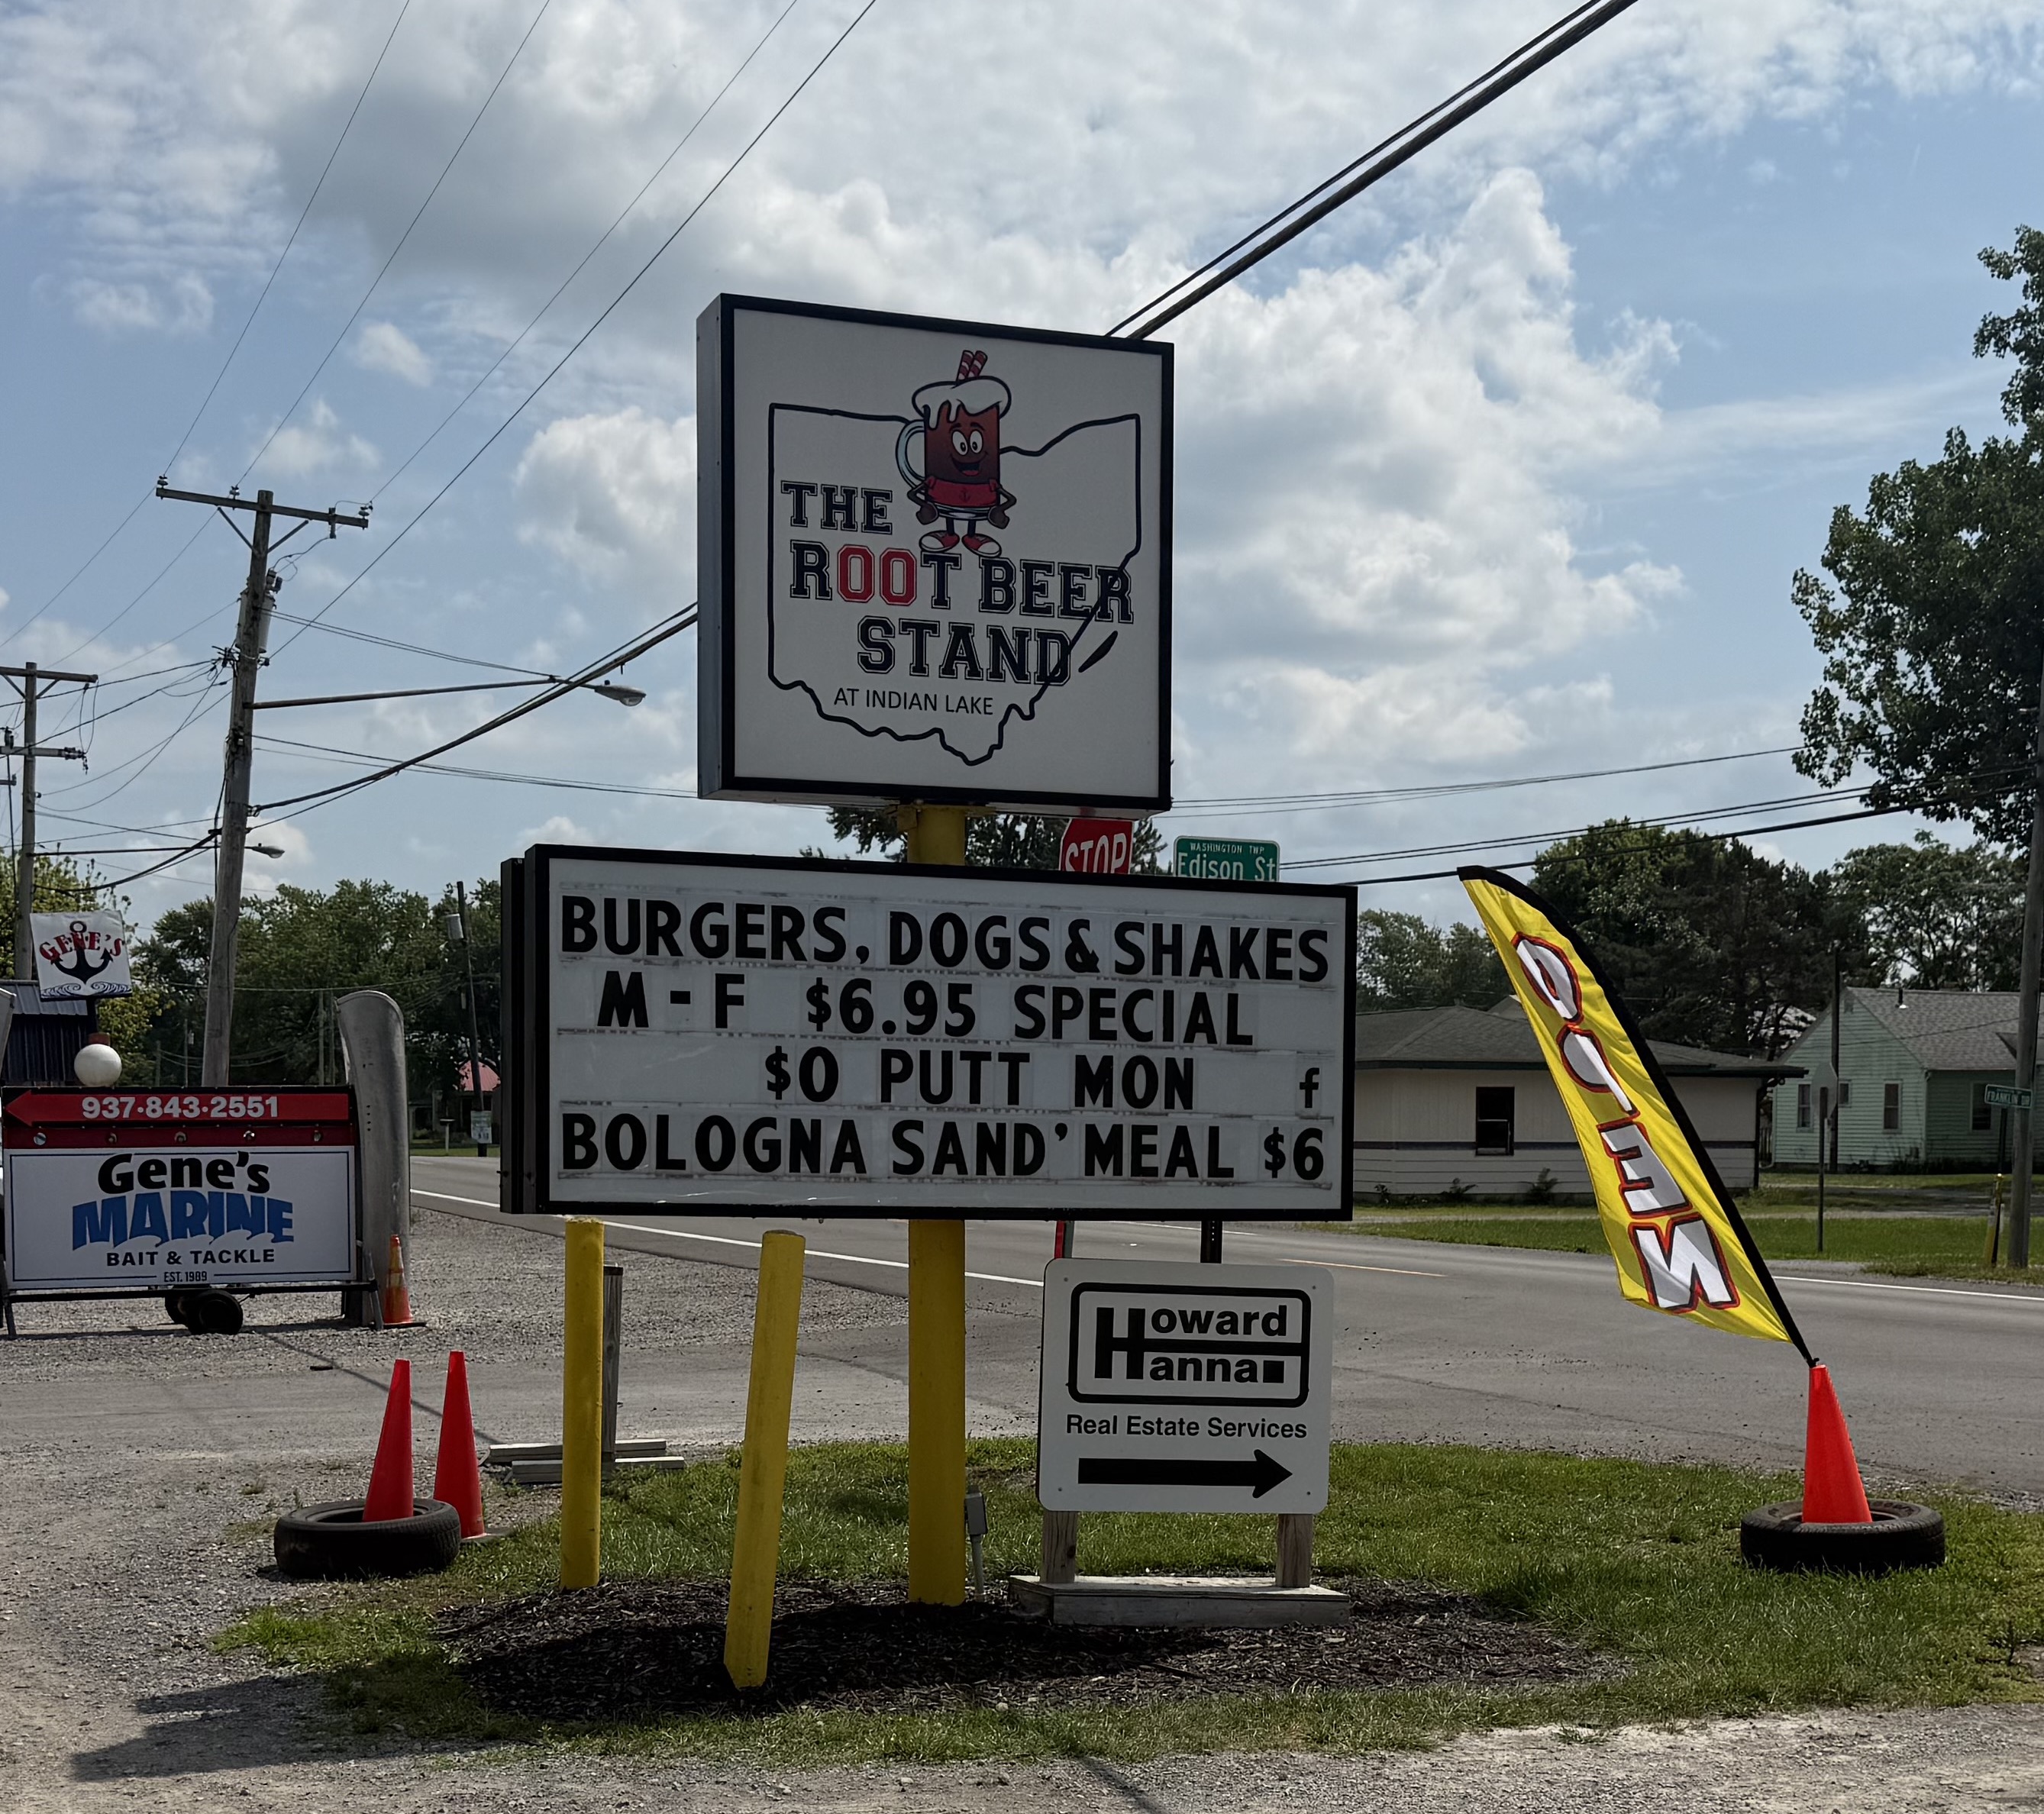 THE
ROOT BEER
STAND
AT INDIAN LAKE
STOP
WASHINGTON TWP
Edison St
BURGERS, DOGS & SHAKES
M - F $6.95 SPECIAL
$0 PUTT MON f
BOLOGNA SAND' MEAL $6
GENE'S
937-843-2551
Gene's
MARINE
BAIT & TACKLE
EST. 1989
Howard
Hanna
Real Estate Services
OPEN
FRANKLIN DR